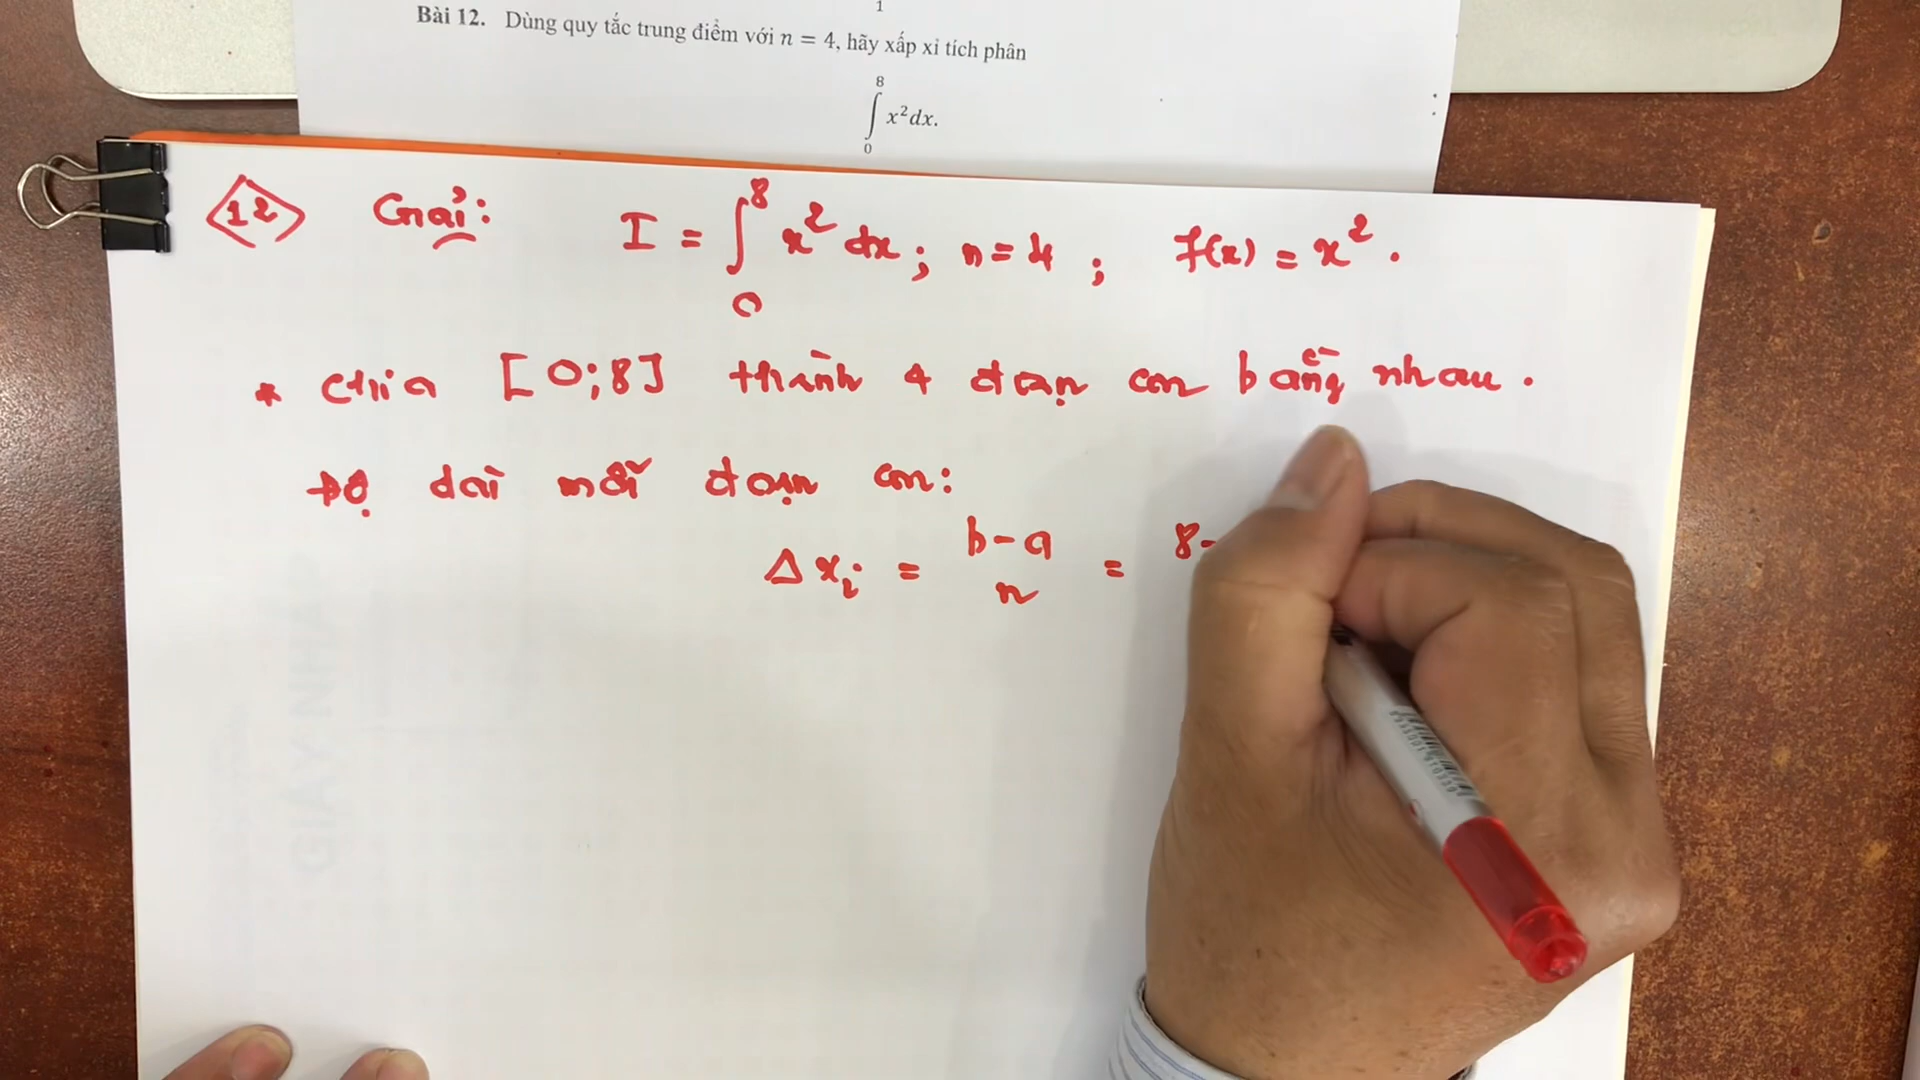 1
Bài 12. Dùng quy tắc trung điểm với n = 4, hãy xấp xỉ tích phân
8
∫ x²dx.
0
12 Giải: I = ∫₀⁸ x² dx; n = 4; f(x) = x².
* Chia [0;8] thành 4 đoạn con bằng nhau.
Độ dài mỗi đoạn con:
Δxᵢ = (b-a)/n = 8-
GIẤY NHÁ